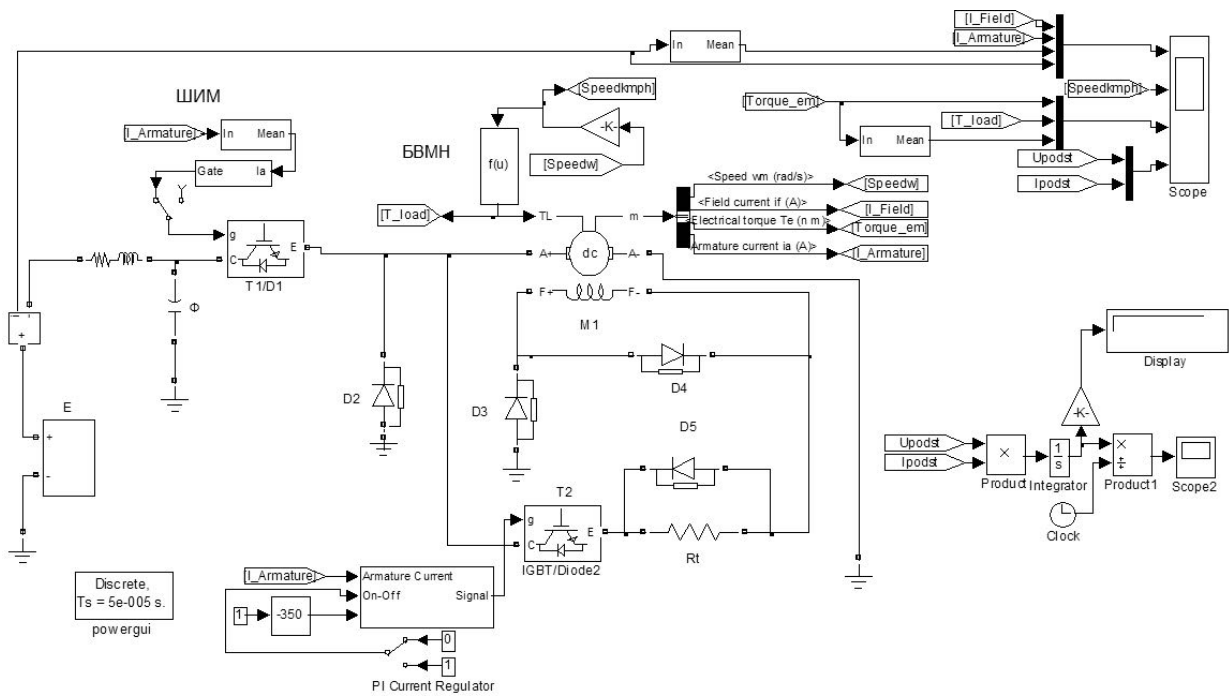 [I_Field]
[I_Armature]
In Mean
[Speedkmph]
[Speedkmph]
ШИМ
[Torque_em]
[I_Armature]
In Mean
-K-
[T_load]
In Mean
БВМН
f(u)
[Speedw]
Upodst
Ipodst
Scope
Gate Ia
<Speed wm (rad/s)>
[Speedw]
<Field current if (A)>
[I_Field]
[T_load]
TL
m
<Electrical torque Te (n m)>
[Torque_em]
Armature current ia (A)>
[I_Armature]
g
C
E
T1/D1
A+
dc
A-
F+
F-
M1
Ф
- +
Display
D2
D3
D4
D5
E
+
-
-K-
Upodst
Ipodst
×
Product
1
s
Integrator
×
÷
Product1
Scope2
Clock
T2
g
C
E
IGBT/Diode2
Rt
Discrete,
Ts = 5e-005 s.
powergui
[I_Armature]
Armature Current
On-Off
Signal
1
-350
0
1
PI Current Regulator